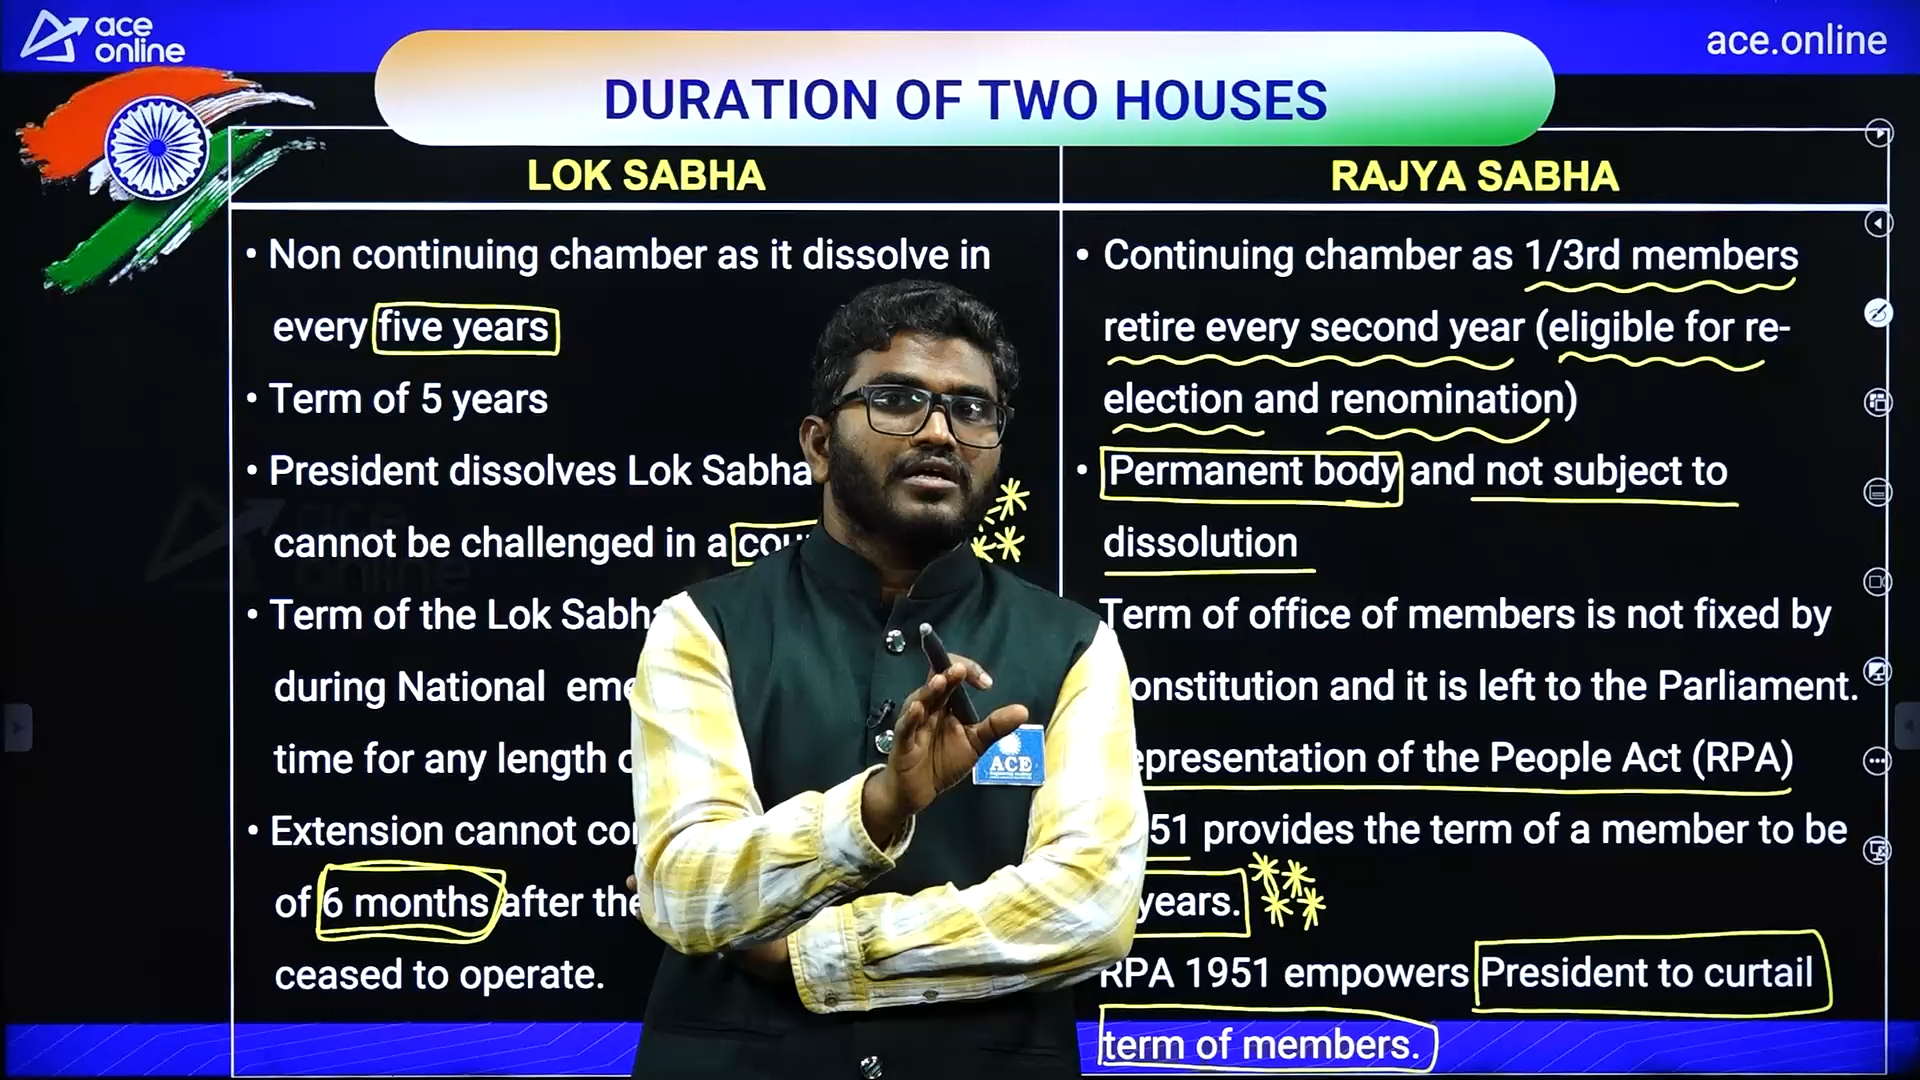 ace
online
ace.online
DURATION OF TWO HOUSES
LOK SABHA
RAJYA SABHA
• Non continuing chamber as it dissolve in
every five years
• Term of 5 years
• President dissolves Lok Sabha
cannot be challenged in a
• Term of the Lok
during National
time for any length
• Extension cannot
of 6 months after
ceased to operate.
• Continuing chamber as 1/3rd members
retire every second year (eligible for re-
election and renomination)
• Permanent body and not subject to
dissolution
Term of office of members is not fixed by
and it is left to the Parliament.
of the People Act (RPA)
provides the term of a member to be
years.
RPA 1951 empowers President to curtail
term of members.
ACE